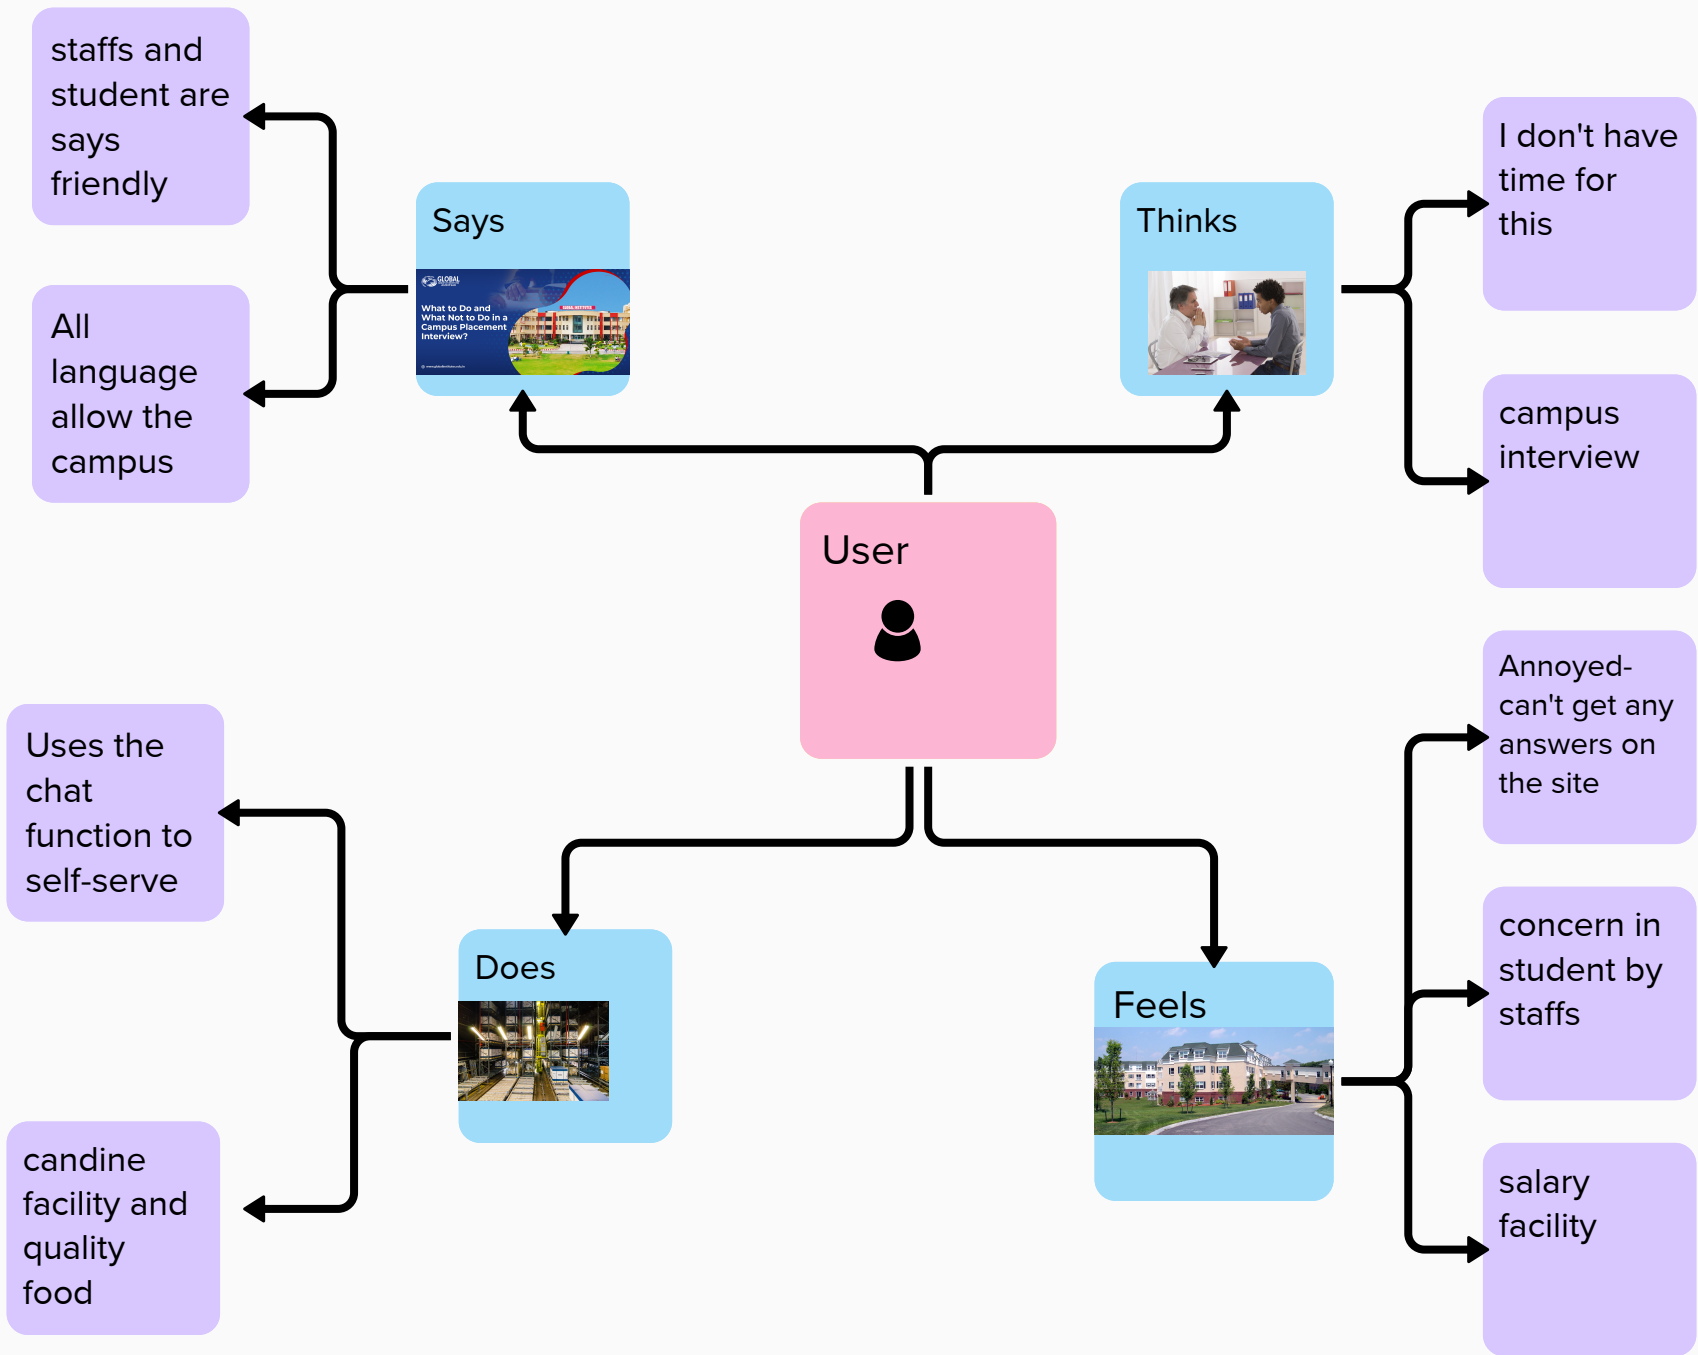 staffs and
student are
says
friendly
All
language
allow the
campus
Says
GLOBAL
What to Do and
What Not to Do in a
Campus Placement
Interview?
Thinks
I don't have
time for
this
campus
interview
User
Uses the
chat
function to
self-serve
candine
facility and
quality
food
Does
Feels
Annoyed-
can't get any
answers on
the site
concern in
student by
staffs
salary
facility